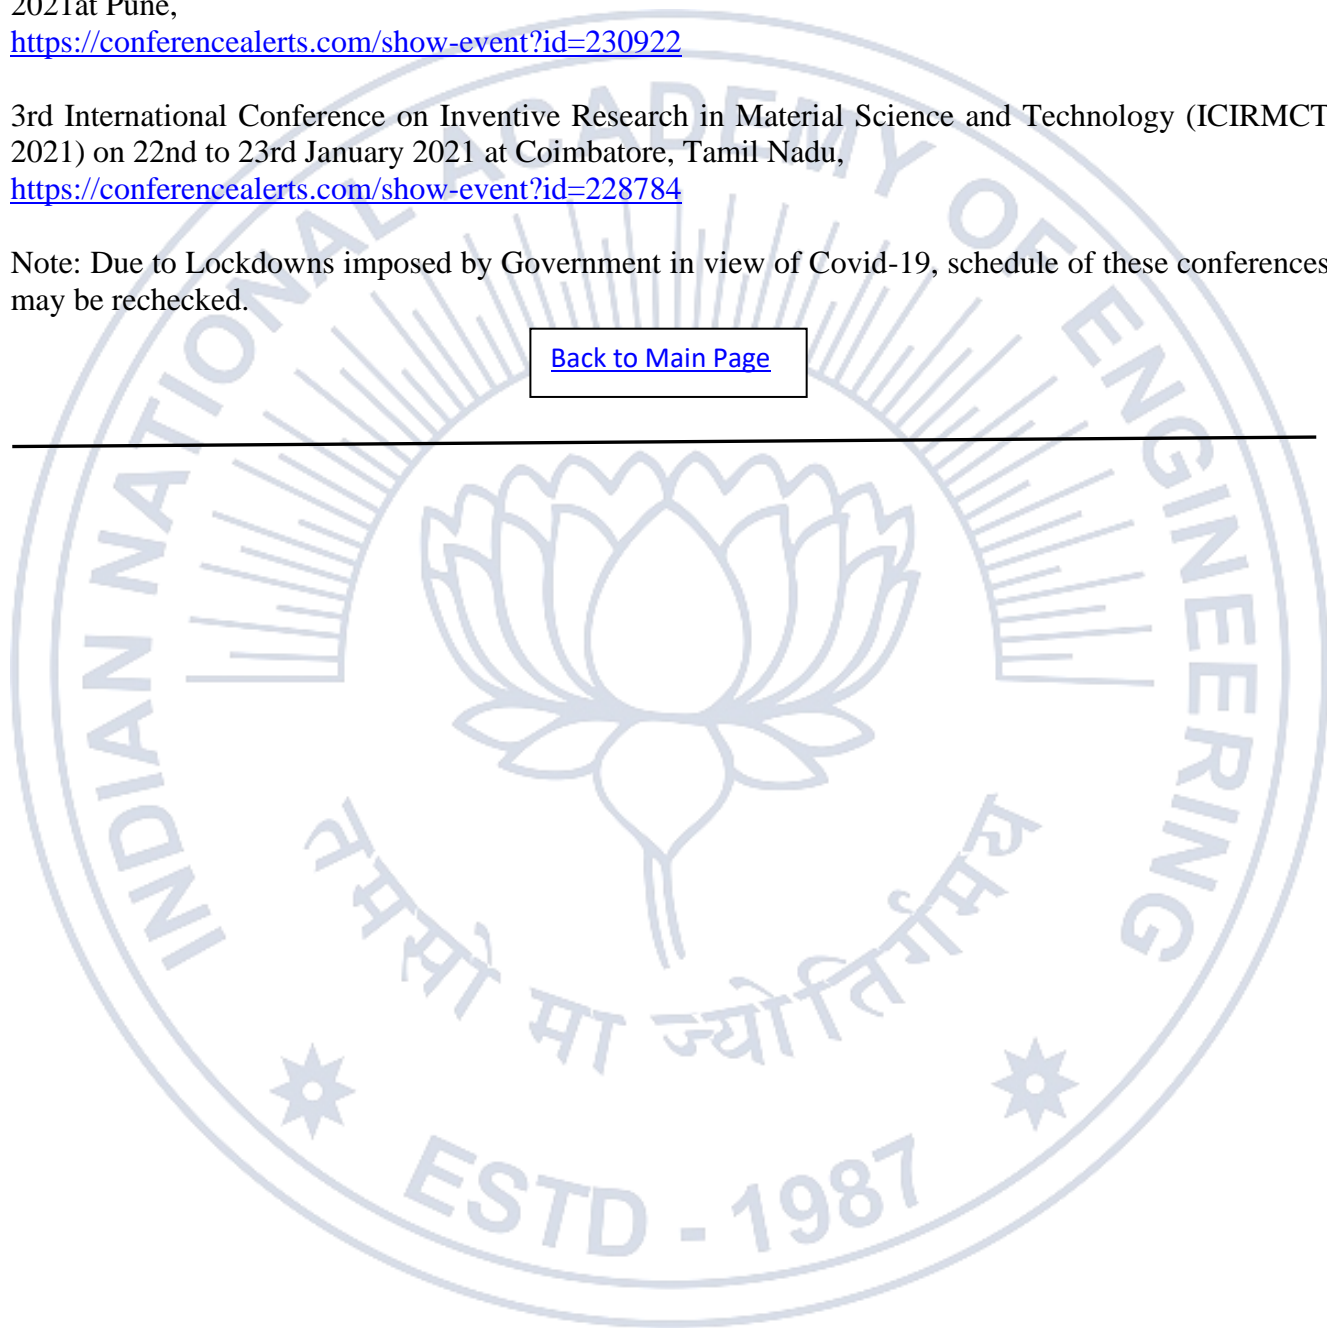 2021at Pune,
https://conferencealerts.com/show-event?id=230922
3rd International Conference on Inventive Research in Material Science and Technology (ICIRMCT
2021) on 22nd to 23rd January 2021 at Coimbatore, Tamil Nadu,
https://conferencealerts.com/show-event?id=228784
Note: Due to Lockdowns imposed by Government in view of Covid-19, schedule of these conferences
may be rechecked.
Back to Main Page
INDIAN NATIONAL ACADEMY OF ENGINEERING
तमसो मा ज्योतिर्गमय
ESTD - 1987